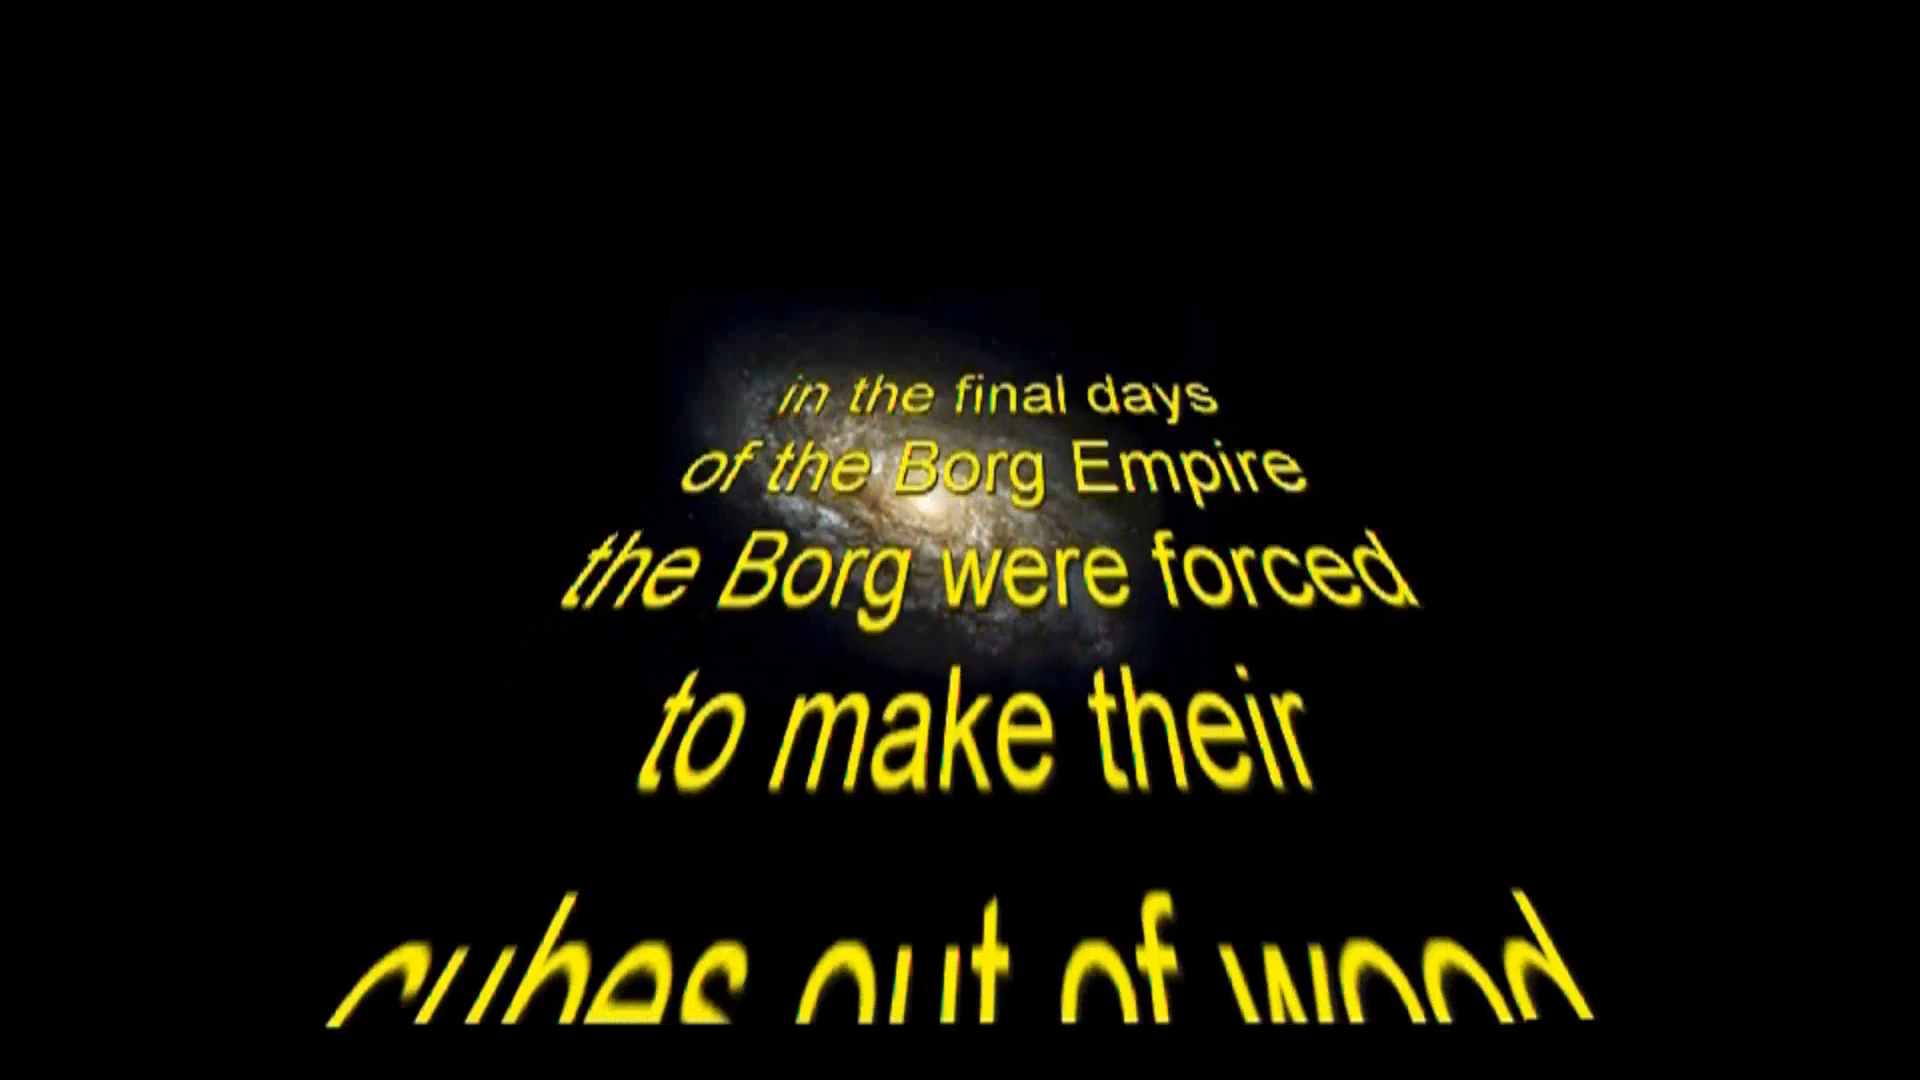 in the final days
of the Borg Empire
the Borg were forced
to make their
cubes out of wood